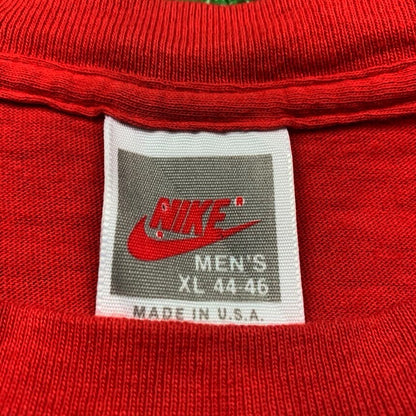 NIKE ®
®
MEN'S
XL 44-46
MADE IN U.S.A.